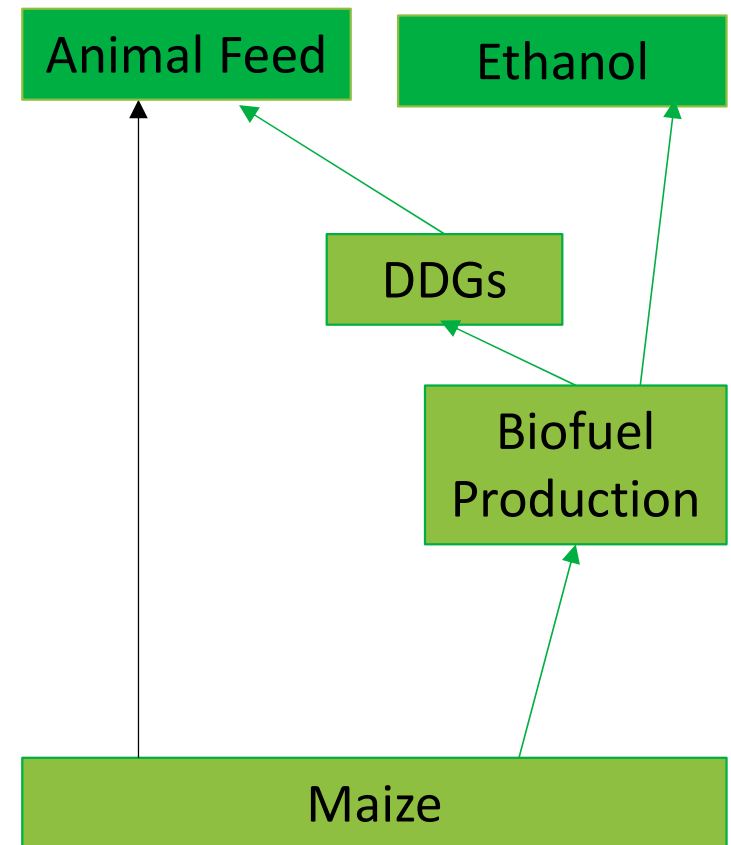 Animal Feed
Ethanol
DDGs
Biofuel
Production
Maize